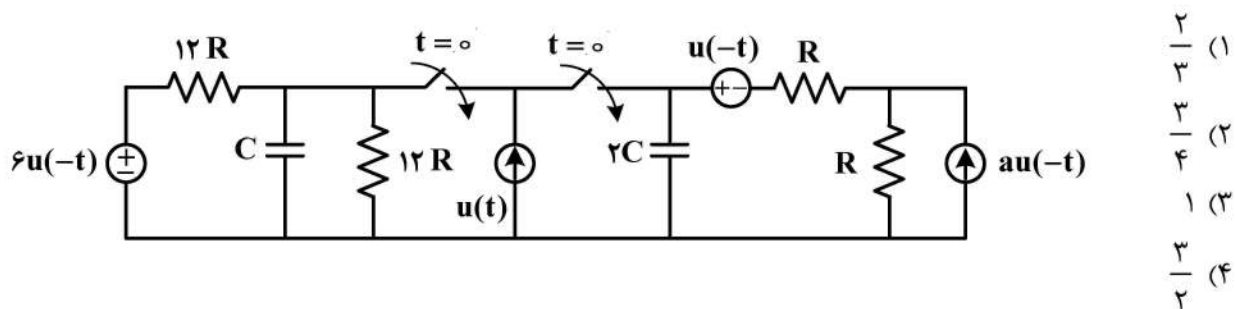 ۱۲ R
t = ۰
t = ۰
u(−t)
R
۶u(−t)
C
۱۲ R
u(t)
۲C
R
au(−t)
۱) ۲/۳
۲) ۳/۴
۳) ۱
۴) ۳/۲